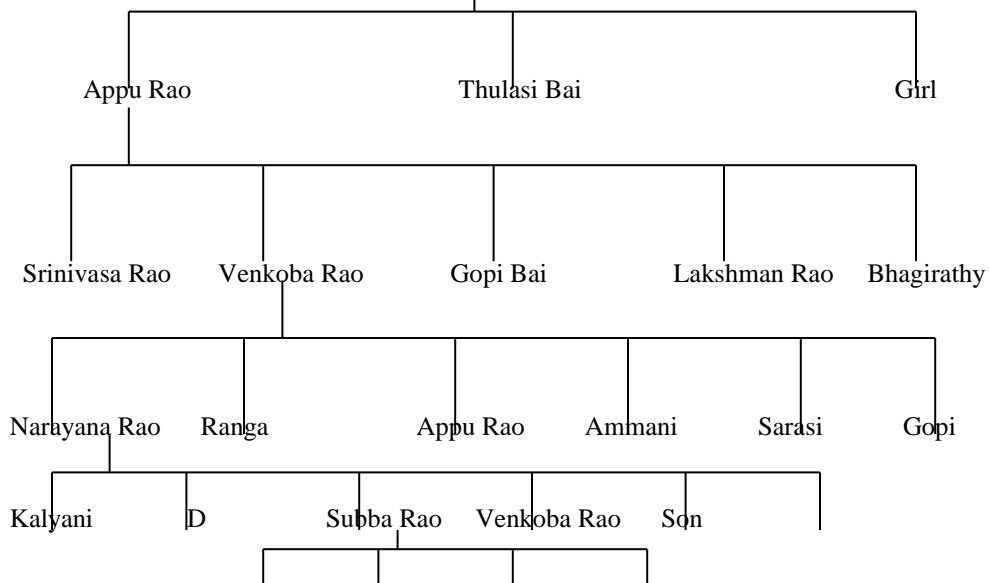 Appu Rao Thulasi Bai Girl
Srinivasa Rao Venkoba Rao Gopi Bai Lakshman Rao Bhagirathy
Narayana Rao Ranga Appu Rao Ammani Sarasi Gopi
Kalyani D Subba Rao Venkoba Rao Son